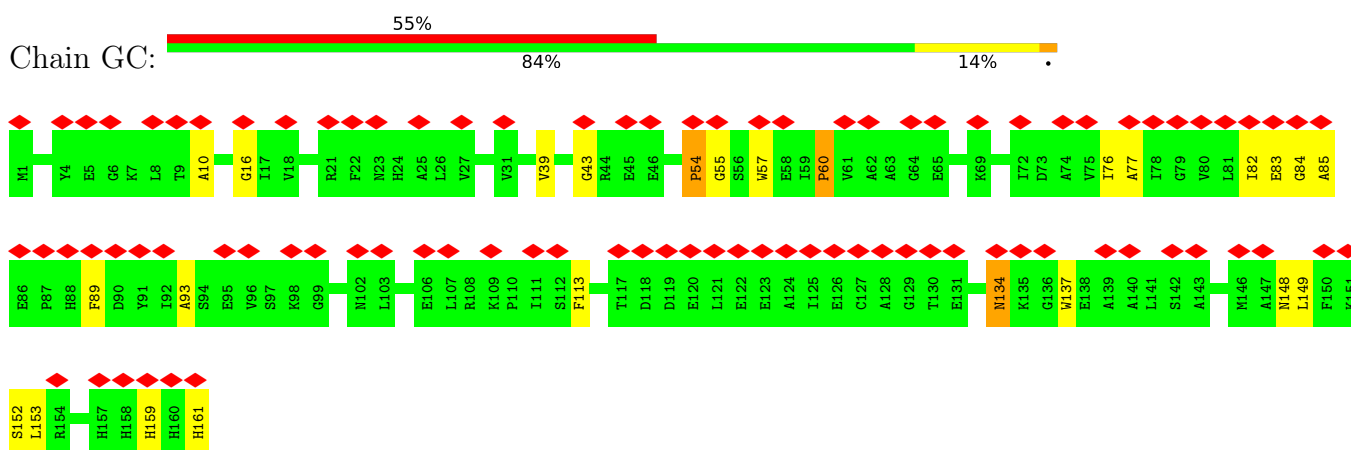 55%
Chain GC:
84% 14% •
M1 Y4 E5 G6 K7 L8 T9 A10 G16 I17 V18 R21 F22 N23 H24 A25 L26 V27 V31 V39 G43 R44 E45 E46 P54 G55 S56 W57 E58 I59 P60 V61 A62 A63 G64 E65 K69 I72 D73 A74 V75 I76 A77 I78 G79 V80 L81 I82 E83 G84 A85
E86 P87 H88 F89 D90 Y91 I92 A93 S94 E95 V96 S97 K98 G99 N102 L103 E106 L107 R108 K109 P110 I111 S112 F113 T117 D118 D119 E120 L121 E122 E123 A124 I125 E126 C127 A128 G129 T130 E131 N134 K135 G136 W137 E138 A139 A140 L141 S142 A143 M146 A147 N148 L149 F150 K151
S152 L153 R154 H157 H158 H159 H160 H161